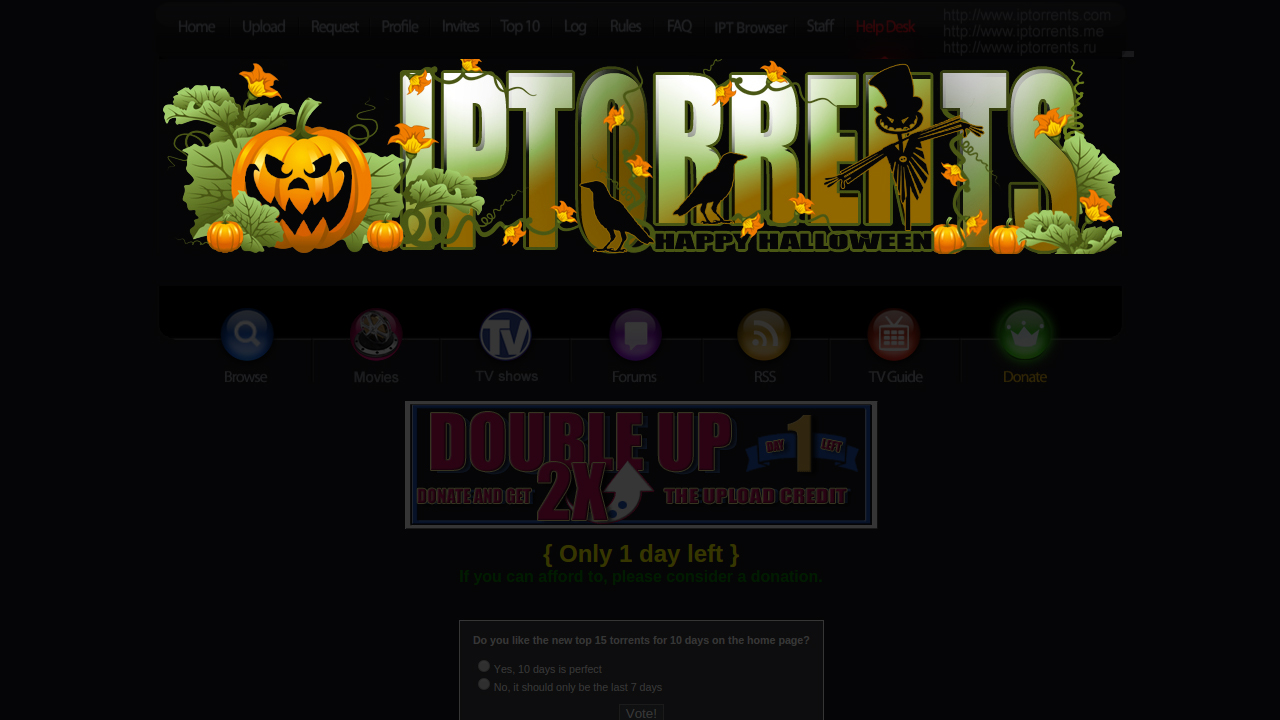 Home Upload Request Profile Invites Top 10 Log Rules FAQ IPT Browser Staff Help Desk
http://www.iptorrents.com
http://www.iptorrents.me
http://www.iptorrents.ru
IPTORRENTS
HAPPY HALLOWEEN
TV
Browse Movies TV shows Forums RSS TV Guide Donate
DOUBLE UP
DAY 1 LEFT
DONATE AND GET 2X THE UPLOAD CREDIT
{ Only 1 day left }
If you can afford to, please consider a donation.
Do you like the new top 15 torrents for 10 days on the home page?
Yes, 10 days is perfect
No, it should only be the last 7 days
Vote!